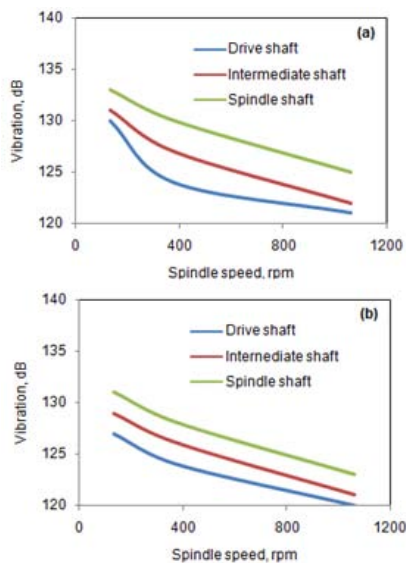 (a)
140
135
130
125
120
Vibration, dB
Drive shaft
Intermediate shaft
Spindle shaft
0 400 800 1200
Spindle speed, rpm
(b)
140
135
130
125
120
Vibration, dB
Drive shaft
Internediate shaft
Spindle shaft
0 400 800 1200
Spindle speed, rpm